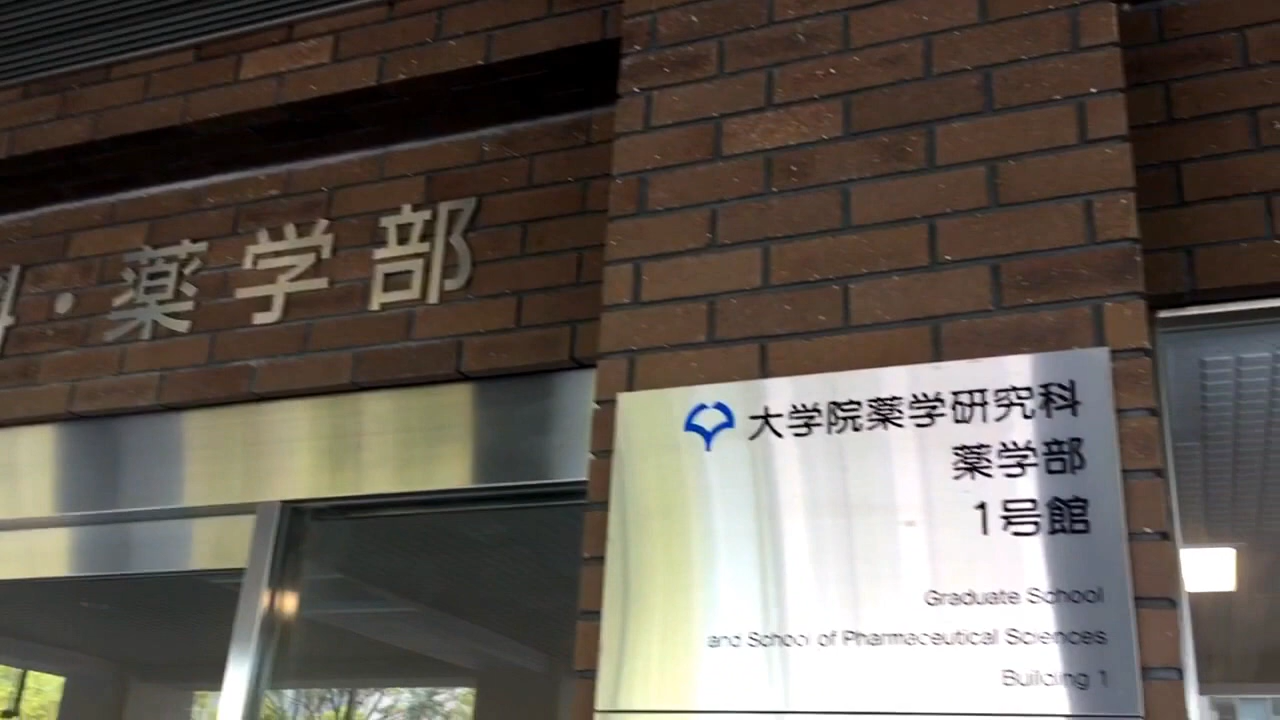 科・薬学部
大学院薬学研究科
薬学部
1号館
Graduate School
and School of Pharmaceutical Sciences
Building 1